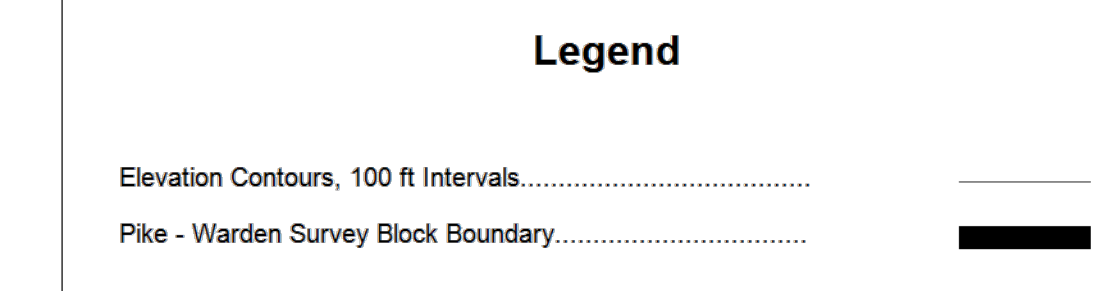 Legend
Elevation Contours, 100 ft Intervals......................................
Pike - Warden Survey Block Boundary.................................